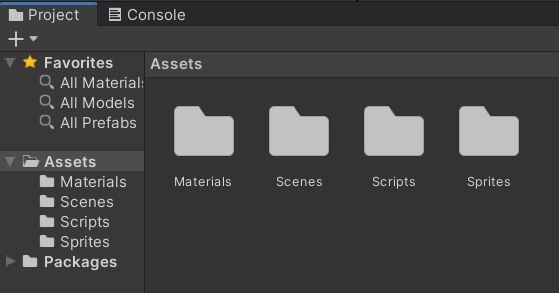 Project
Console
Favorites
Assets
All Material
All Models
All Prefabs
Assets
Materials
Scenes
Scripts
Sprites
Packages
Materials
Scenes
Scripts
Sprites